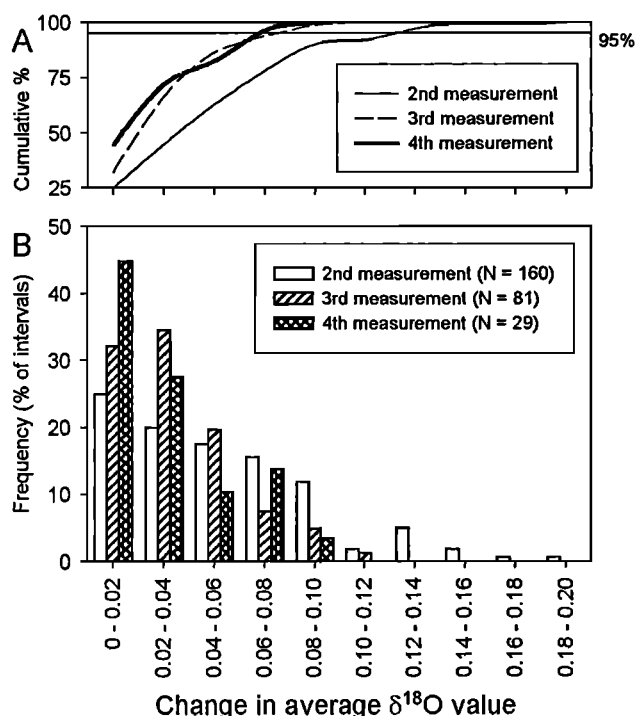 A
Cumulative %
100
75
50
25
95%
2nd measurement
3rd measurement
4th measurement
B
Frequency (% of intervals)
50
40
30
20
10
0
2nd measurement (N = 160)
3rd measurement (N = 81)
4th measurement (N = 29)
0 - 0.02
0.02 - 0.04
0.04 - 0.06
0.06 - 0.08
0.08 - 0.10
0.10 - 0.12
0.12 - 0.14
0.14 - 0.16
0.16 - 0.18
0.18 - 0.20
Change in average δ¹⁸O value